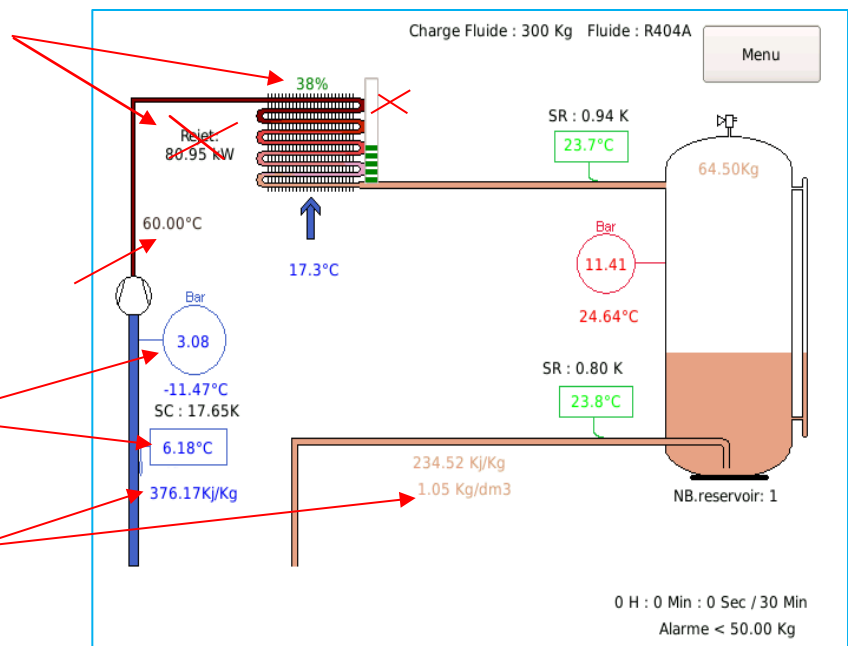 Charge Fluide : 300 Kg Fluide : R404A
Menu
38%
Rejet:
80.95 kW
SR : 0.94 K
23.7°C
64.50Kg
60.00°C
17.3°C
Bar
11.41
24.64°C
Bar
3.08
-11.47°C
SC : 17.65K
6.18°C
376.17Kj/Kg
SR : 0.80 K
23.8°C
234.52 Kj/Kg
1.05 Kg/dm3
NB.reservoir: 1
0 H : 0 Min : 0 Sec / 30 Min
Alarme < 50.00 Kg